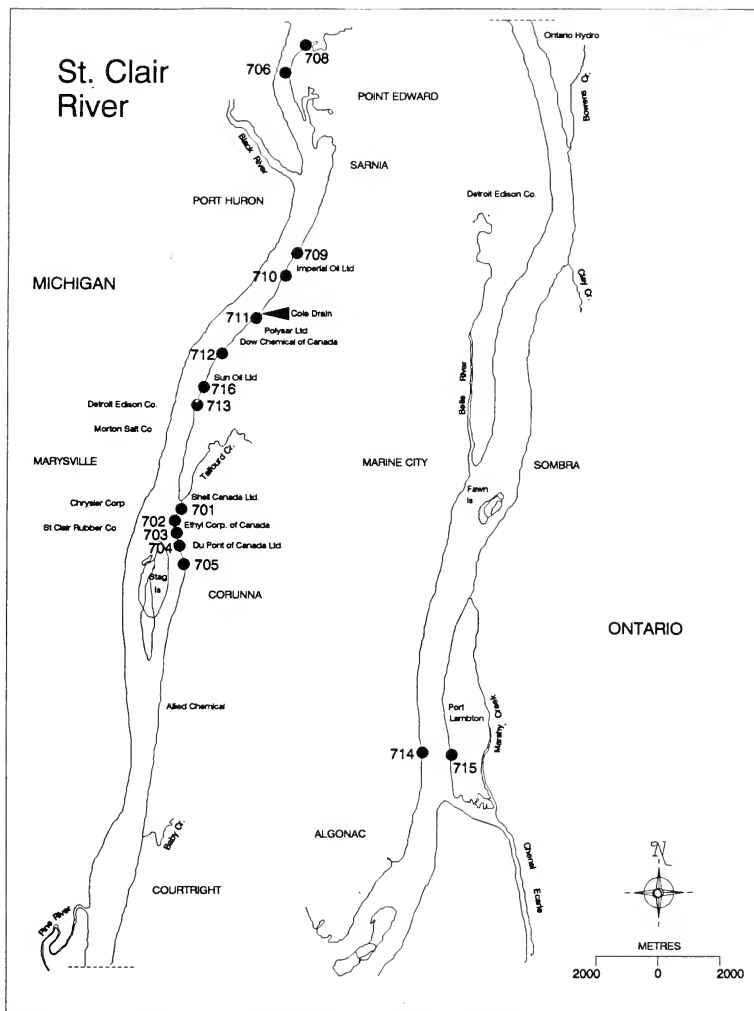 St. Clair
River
706
708
POINT EDWARD
Black River
SARNIA
PORT HURON
709
Imperial Oil Ltd
710
MICHIGAN
711
Cole Drain
Polysar Ltd
Dow Chemical of Canada
712
Sun Oil Ltd
716
Detroit Edison Co.
713
Morton Salt Co
Talfourd Cr.
MARYSVILLE
Shell Canada Ltd.
Chrysler Corp
701
702
Ethyl Corp. of Canada
St Clair Rubber Co
703
704
Du Pont of Canada Ltd.
705
Stag
Is
CORUNNA
Allied Chemical
Baby Cr.
COURTRIGHT
Pine River
Ontario Hydro
Bowens Cr.
Detroit Edison Co.
Clay Cr.
Belle River
MARINE CITY
SOMBRA
Fawn
Is
ONTARIO
Port
Lambton
Marshy Creek
714
715
ALGONAC
Chenal Ecarte
N
METRES
2000 0 2000